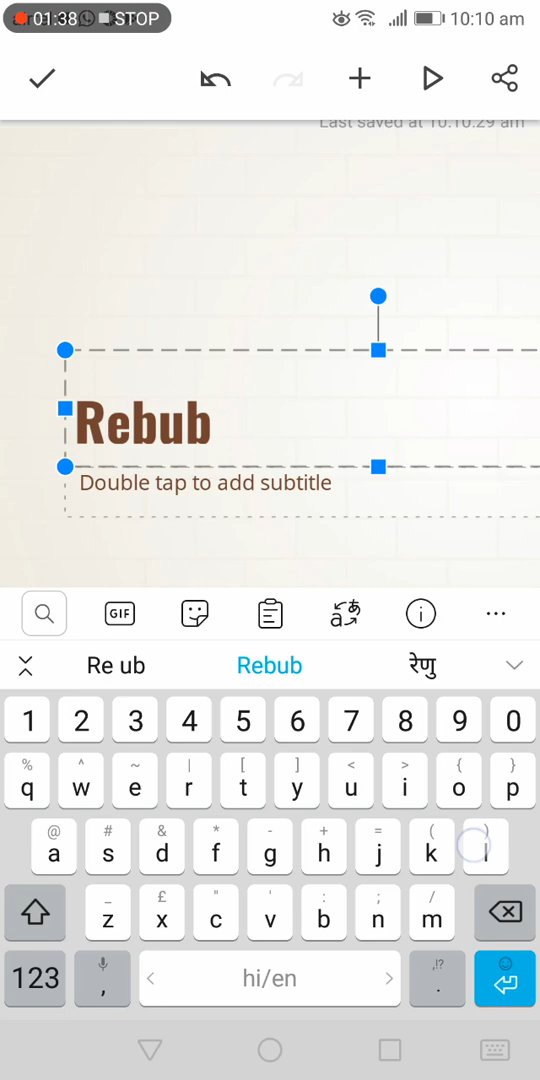 01:38 STOP 10:10 am
Last saved at 10:10:29 am
Rebub
Double tap to add subtitle
GIF
Re ub Rebub रेणु
1 2 3 4 5 6 7 8 9 0
% ^ ~ | [ ] < > { }
q w e r t y u i o p
@ # & * - + = ( )
a s d f g h j k l
_ £ " ' : ; /
z x c v b n m
123 , hi/en ,!? .